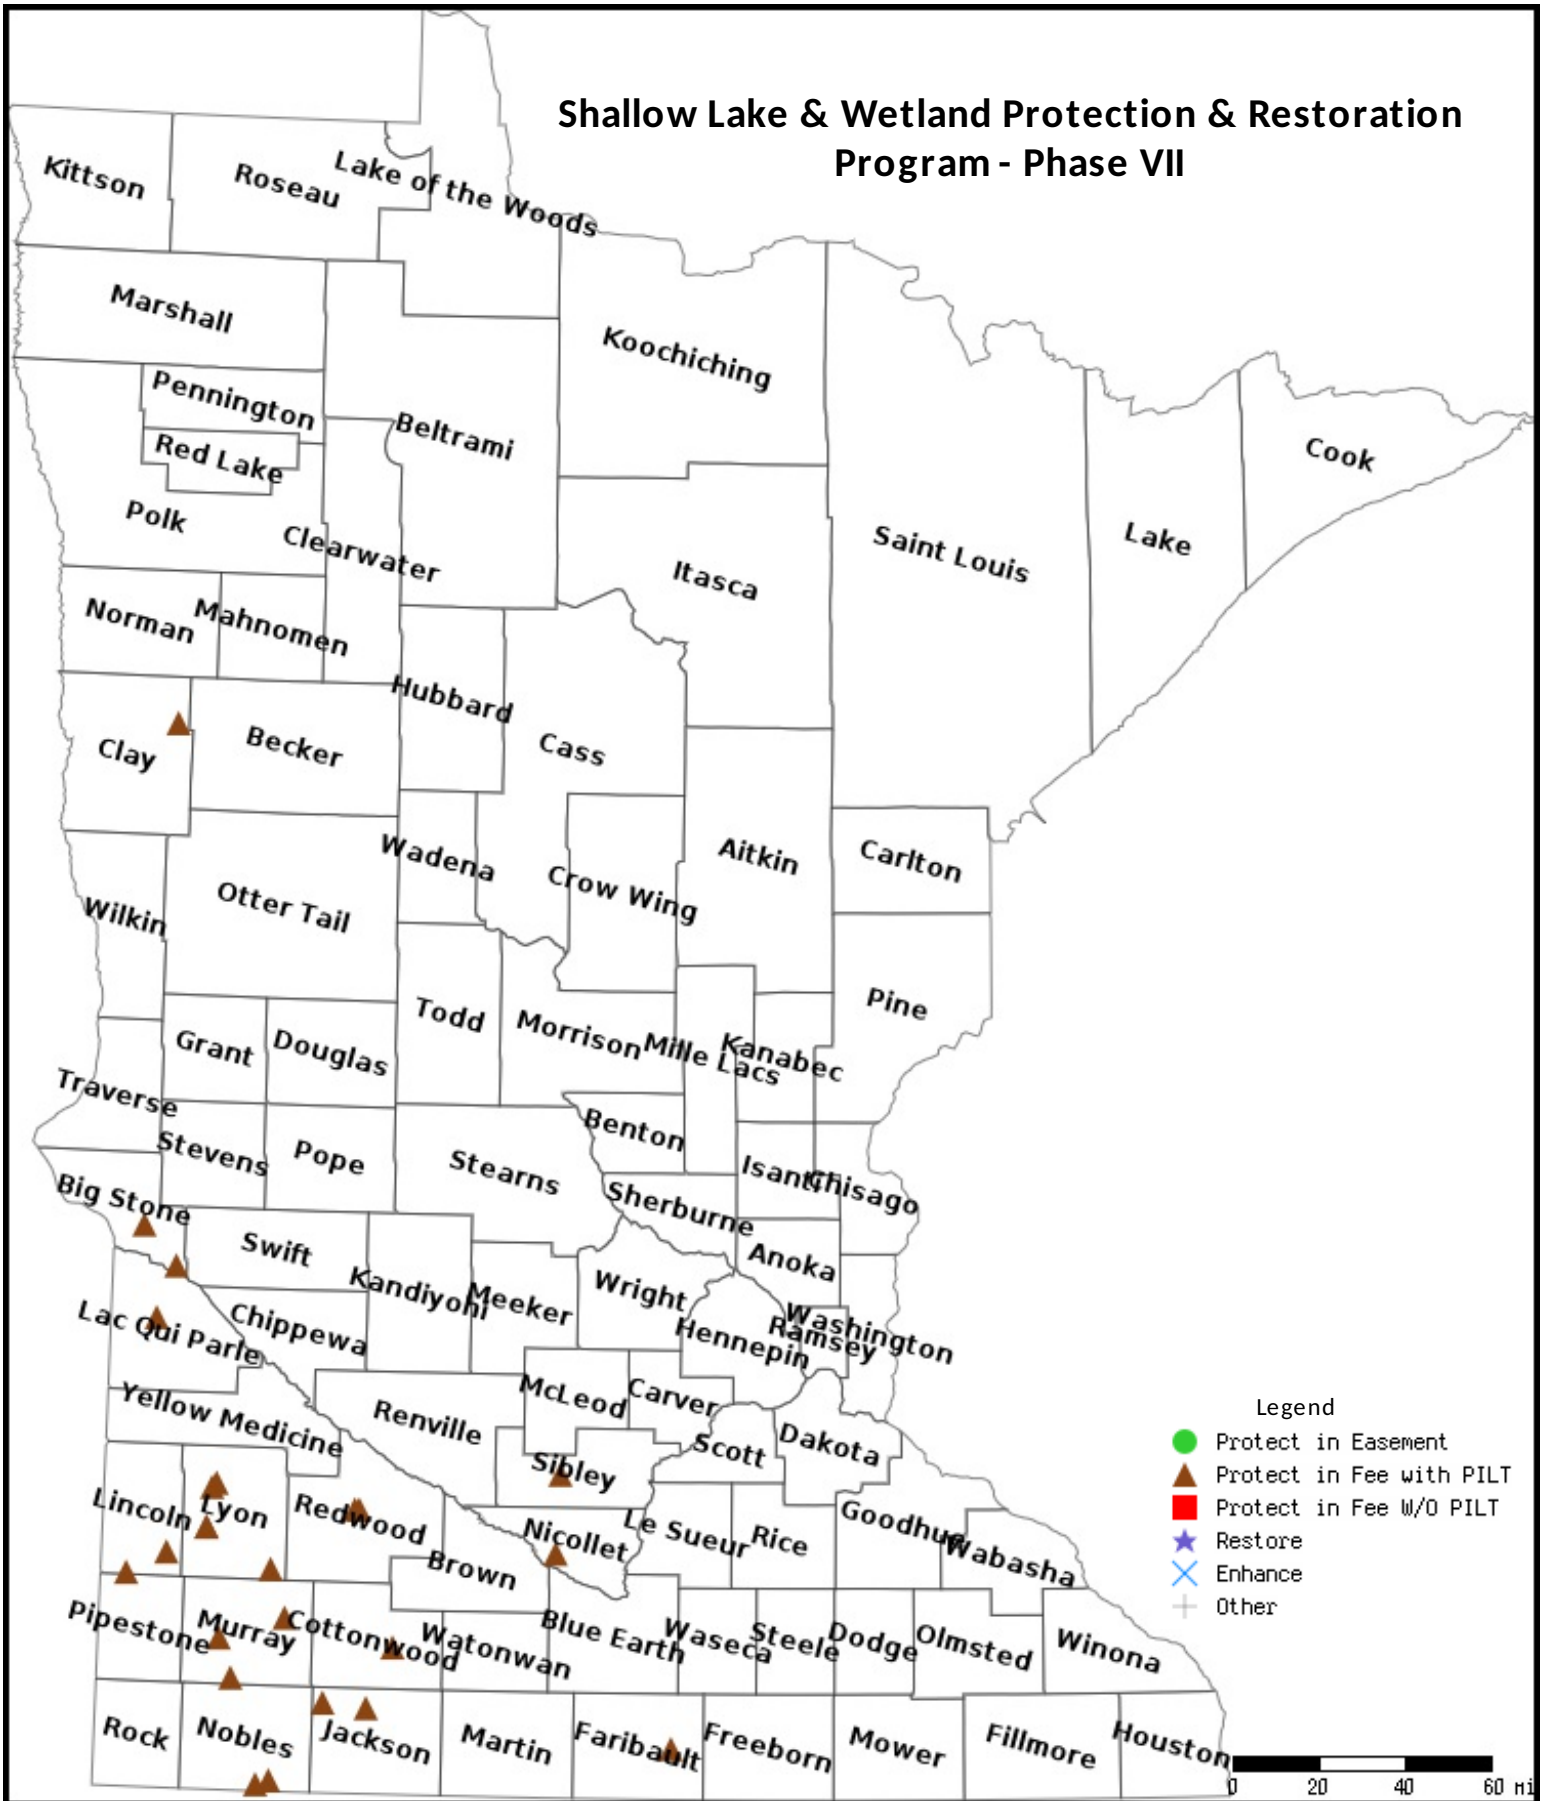 Shallow Lake & Wetland Protection & Restoration
Program - Phase VII
Kittson
Roseau
Lake of the Woods
Marshall
Koochiching
Pennington
Beltrami
Red Lake
Cook
Polk
Clearwater
Saint Louis
Lake
Itasca
Norman
Mahnomen
Hubbard
Clay
Becker
Cass
Wadena
Aitkin
Carlton
Crow Wing
Otter Tail
Wilkin
Pine
Todd
Morrison
Mille Lacs
Kanabec
Grant
Douglas
Traverse
Benton
Stevens
Pope
Stearns
Isanti
Chisago
Big Stone
Sherburne
Swift
Anoka
Kandiyohi
Meeker
Wright
Washington
Ramsey
Hennepin
Lac Qui Parle
Chippewa
McLeod
Carver
Yellow Medicine
Renville
Scott
Dakota
Sibley
Lincoln
Lyon
Redwood
Nicollet
Le Sueur
Rice
Goodhue
Wabasha
Brown
Pipestone
Murray
Cottonwood
Watonwan
Blue Earth
Waseca
Steele
Dodge
Olmsted
Winona
Rock
Nobles
Jackson
Martin
Faribault
Freeborn
Mower
Fillmore
Houston
Legend
Protect in Easement
Protect in Fee with PILT
Protect in Fee W/O PILT
Restore
Enhance
Other
0 20 40 60 mi